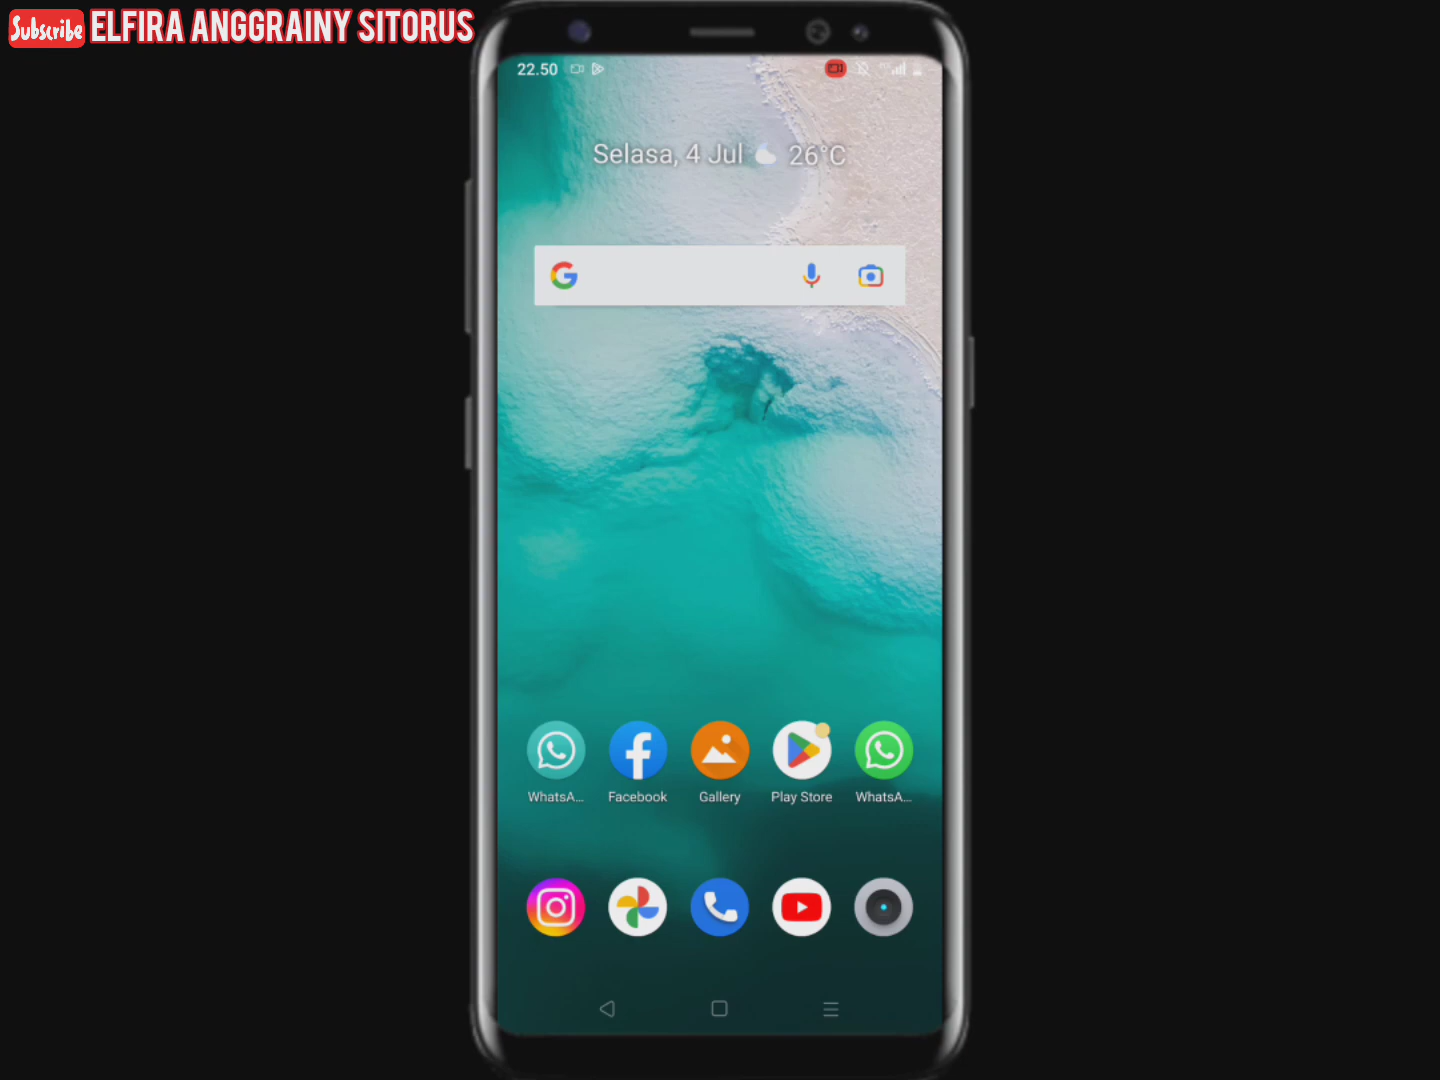 Subscribe ELFIRA ANGGRAINY SITORUS
22.50
Selasa, 4 Jul 26°C
WhatsA... Facebook Gallery Play Store WhatsA...